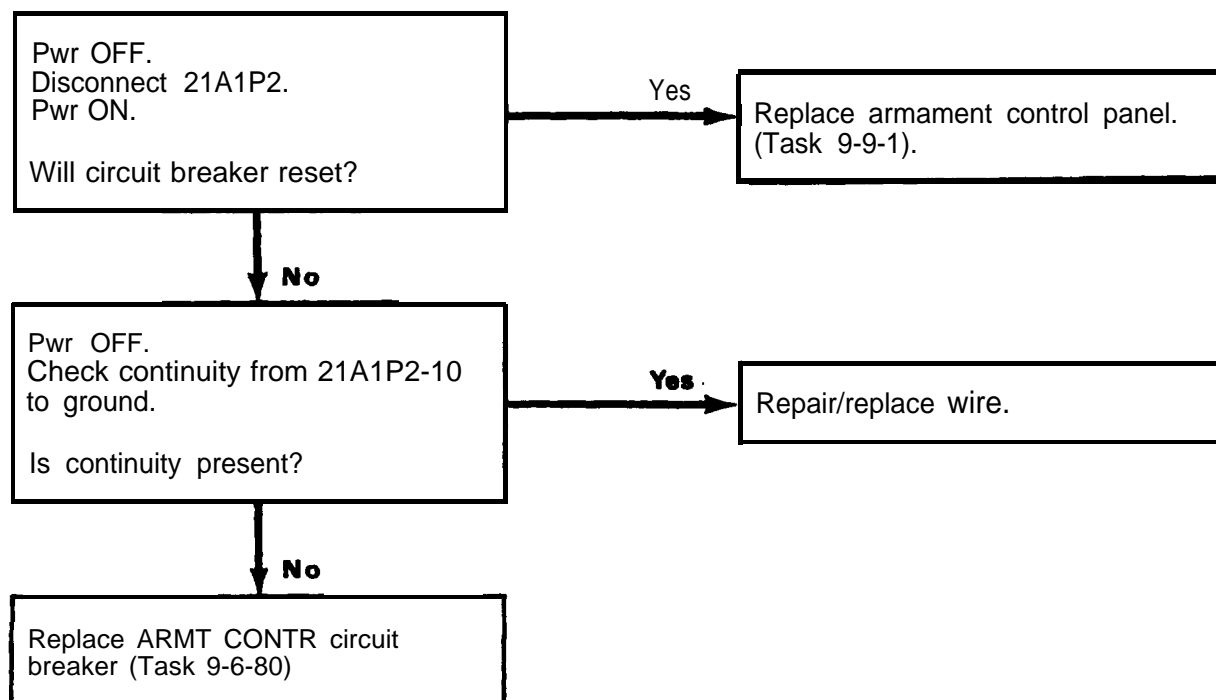 Pwr OFF.
Disconnect 21A1P2.
Pwr ON.
Will circuit breaker reset?
Yes
Replace armament control panel.
(Task 9-9-1).
No
Pwr OFF.
Check continuity from 21A1P2-10
to ground.
Is continuity present?
Yes
Repair/replace wire.
No
Replace ARMT CONTR circuit
breaker (Task 9-6-80)